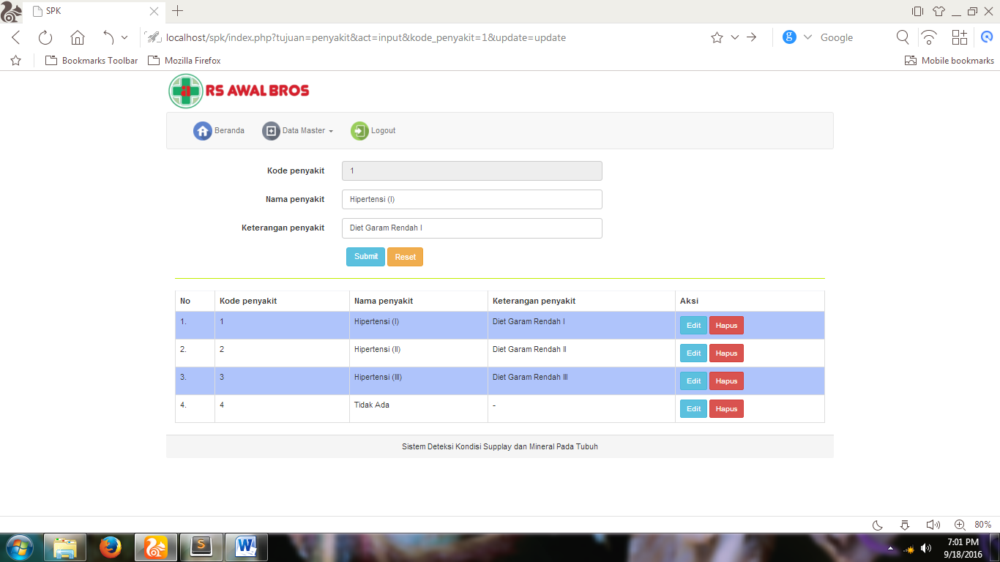 SPK
localhost/spk/index.php?tujuan=penyakit&act=input&kode_penyakit=1&update=update
g
Google
Bookmarks Toolbar
Mozilla Firefox
Mobile bookmarks
RS AWAL BROS
Beranda
Data Master
Logout
Kode penyakit 1
Nama penyakit Hipertensi (I)
Keterangan penyakit Diet Garam Rendah I
Submit Reset
No Kode penyakit Nama penyakit Keterangan penyakit Aksi
1. 1 Hipertensi (I) Diet Garam Rendah I Edit Hapus
2. 2 Hipertensi (II) Diet Garam Rendah II Edit Hapus
3. 3 Hipertensi (III) Diet Garam Rendah III Edit Hapus
4. 4 Tidak Ada - Edit Hapus
Sistem Deteksi Kondisi Supplay dan Mineral Pada Tubuh
80%
S
W
7:01 PM
9/18/2016